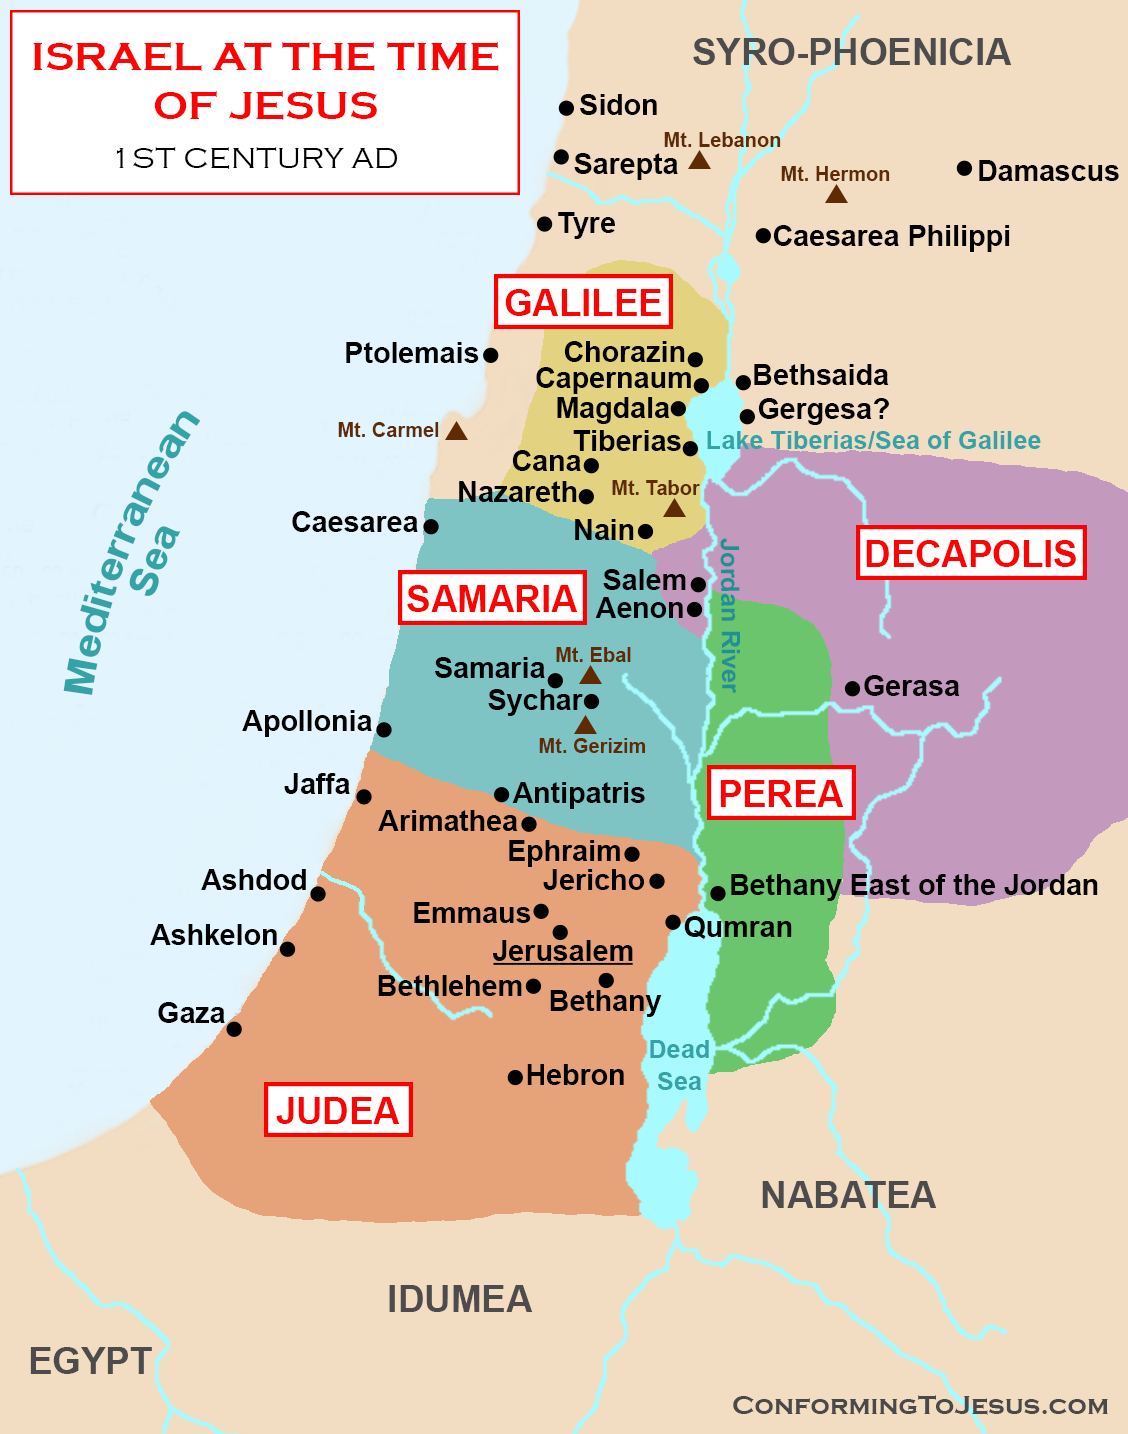 ISRAEL AT THE TIME
OF JESUS
1ST CENTURY AD
SYRO-PHOENICIA
Sidon
Mt. Lebanon
Sarepta
Mt. Hermon
Damascus
Tyre
Caesarea Philippi
GALILEE
Ptolemais
Chorazin
Capernaum
Bethsaida
Magdala
Gergesa?
Mt. Carmel
Tiberias
Lake Tiberias/Sea of Galilee
Cana
Nazareth
Mt. Tabor
Mediterranean
Sea
Caesarea
Nain
Jordan River
DECAPOLIS
SAMARIA
Salem
Aenon
Mt. Ebal
Samaria
Sychar
Gerasa
Apollonia
Mt. Gerizim
Jaffa
Antipatris
PEREA
Arimathea
Ephraim
Ashdod
Jericho
Bethany East of the Jordan
Emmaus
Qumran
Ashkelon
Jerusalem
Bethlehem
Bethany
Gaza
Dead
Sea
Hebron
JUDEA
NABATEA
IDUMEA
EGYPT
CONFORMINGTOJESUS.COM